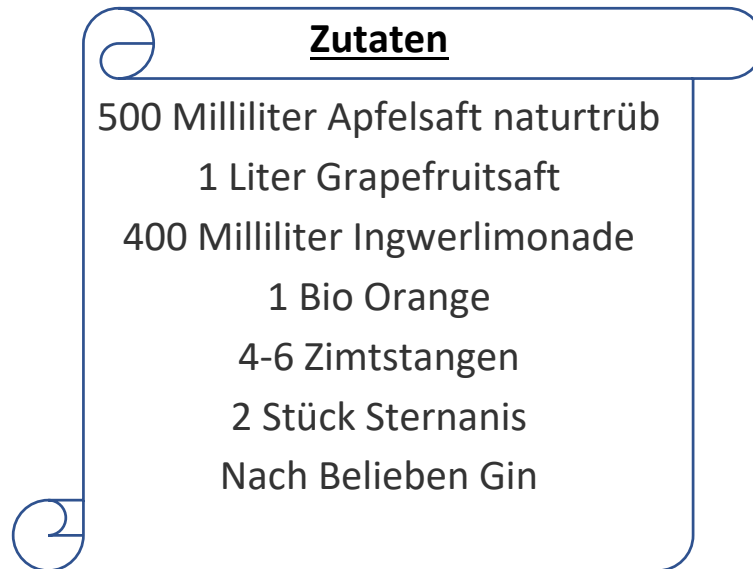 Zutaten
500 Milliliter Apfelsaft naturtrüb
1 Liter Grapefruitsaft
400 Milliliter Ingwerlimonade
1 Bio Orange
4-6 Zimtstangen
2 Stück Sternanis
Nach Belieben Gin